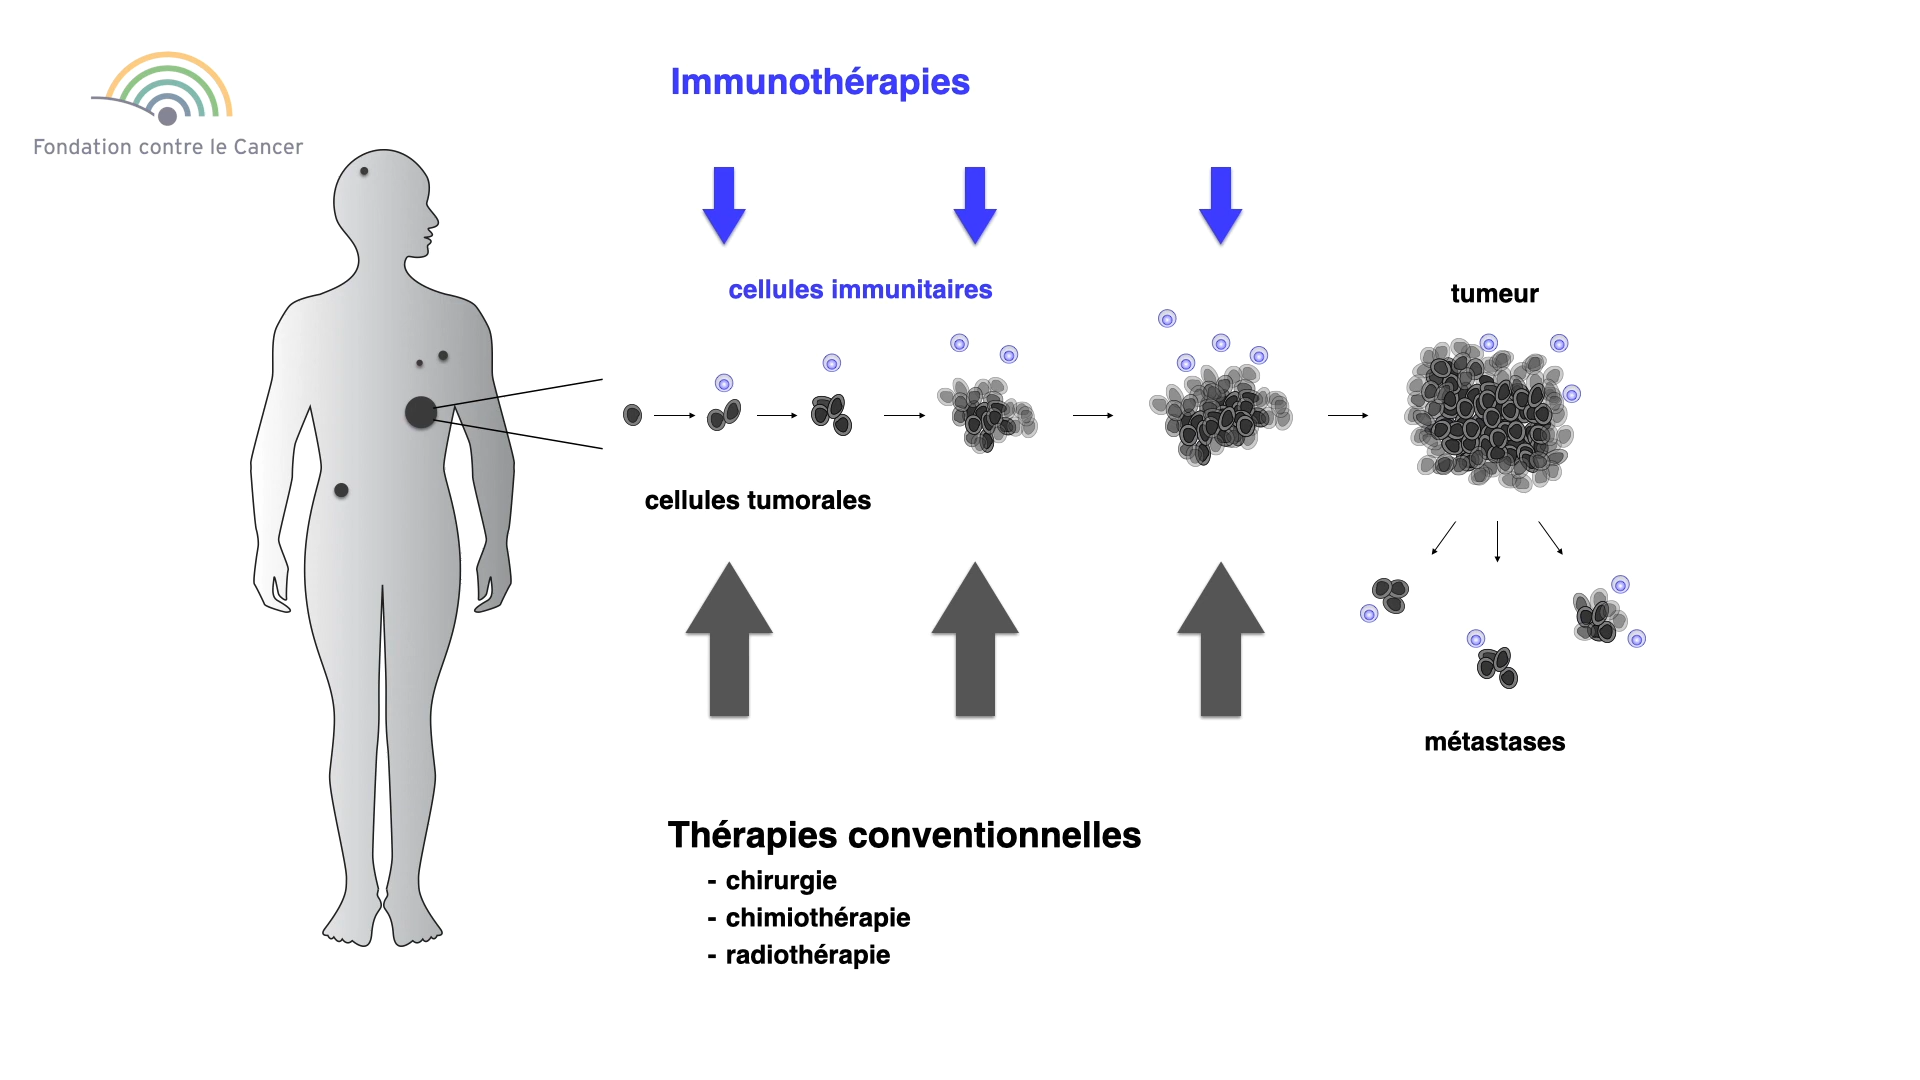 Fondation contre le Cancer
Immunothérapies
cellules immunitaires
tumeur
cellules tumorales
métastases
Thérapies conventionnelles
- chirurgie
- chimiothérapie
- radiothérapie